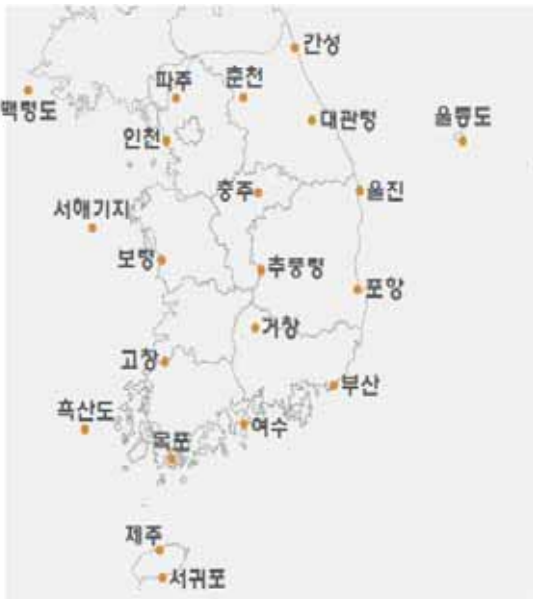 간성
파주
춘천
백령도
대관령
울릉도
인천
충주
울진
서해기지
보령
추풍령
포항
거창
고창
부산
흑산도
여수
목포
제주
서귀포